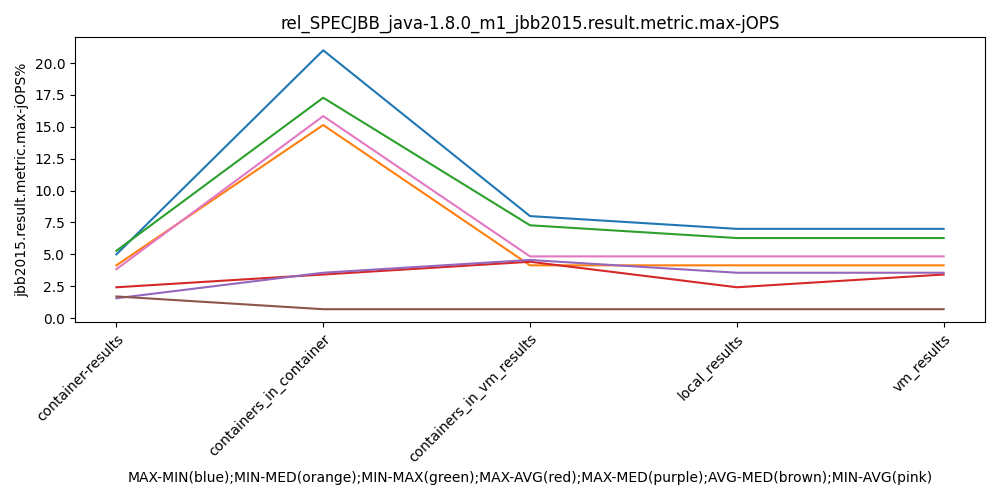 rel_SPECJBB_java-1.8.0_m1_jbb2015.result.metric.max-jOPS
jbb2015.result.metric.max-jOPS%
20.0
17.5
15.0
12.5
10.0
7.5
5.0
2.5
0.0
container-results
containers_in_container
containers_in_vm_results
local_results
vm_results
MAX-MIN(blue);MIN-MED(orange);MIN-MAX(green);MAX-AVG(red);MAX-MED(purple);AVG-MED(brown);MIN-AVG(pink)